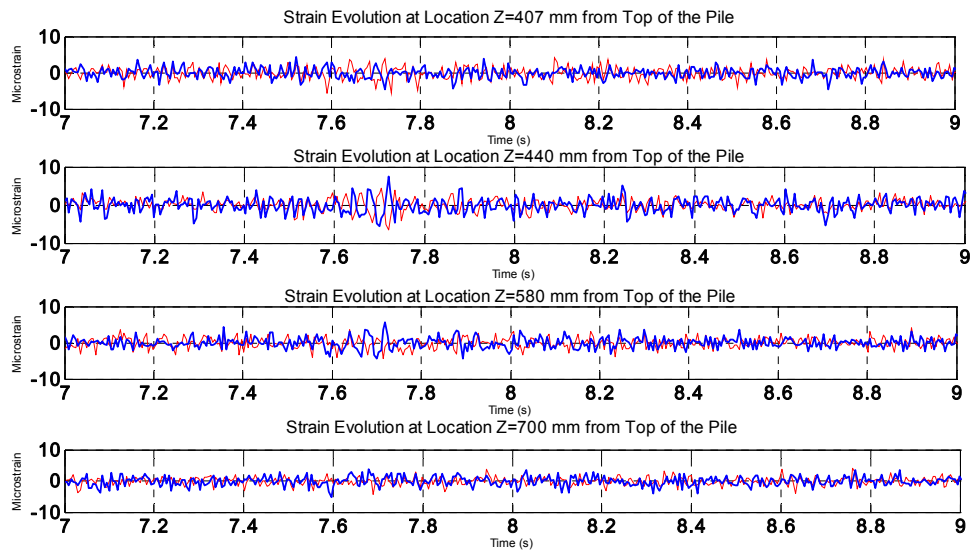 Strain Evolution at Location Z=407 mm from Top of the Pile
10
0
-10
Microstrain
7 7.2 7.4 7.6 7.8 8 8.2 8.4 8.6 8.8 9
Time (s)
Strain Evolution at Location Z=440 mm from Top of the Pile
10
0
-10
Microstrain
7 7.2 7.4 7.6 7.8 8 8.2 8.4 8.6 8.8 9
Time (s)
Strain Evolution at Location Z=580 mm from Top of the Pile
10
0
-10
Microstrain
7 7.2 7.4 7.6 7.8 8 8.2 8.4 8.6 8.8 9
Time (s)
Strain Evolution at Location Z=700 mm from Top of the Pile
10
0
-10
Microstrain
7 7.2 7.4 7.6 7.8 8 8.2 8.4 8.6 8.8 9
Time (s)